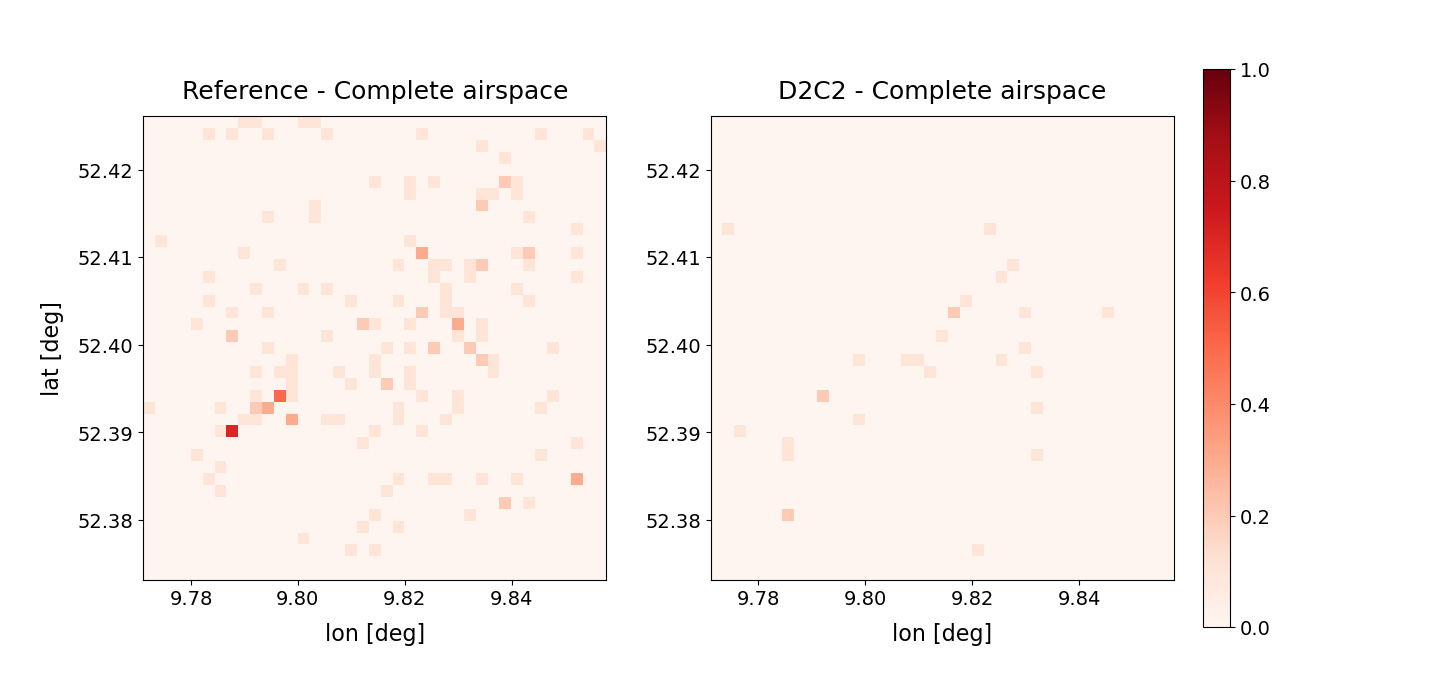 Reference - Complete airspace
D2C2 - Complete airspace
lat [deg]
52.42
52.41
52.40
52.39
52.38
9.78 9.80 9.82 9.84
lon [deg]
52.42
52.41
52.40
52.39
52.38
9.78 9.80 9.82 9.84
lon [deg]
1.0
0.8
0.6
0.4
0.2
0.0